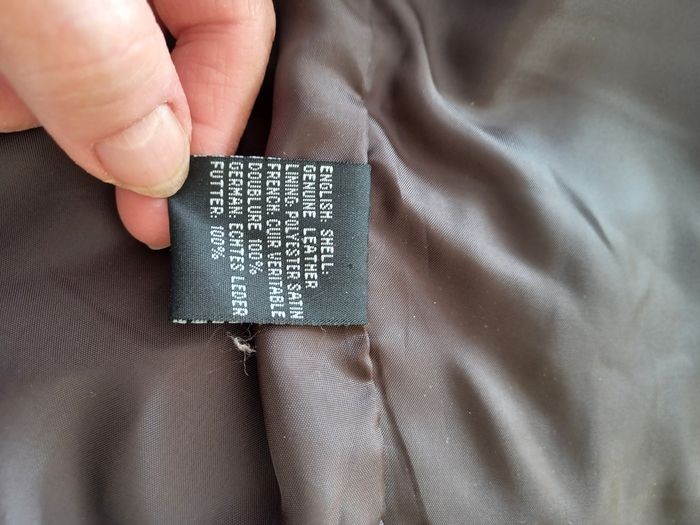 ENGLISH: SHELL:
GENUINE LEATHER
LINING: POLYESTER SATIN
FRENCH: CUIR VERITABLE
DOUBLURE 100%
GERMAN: ECHTES LEDER
FUTTER: 100%